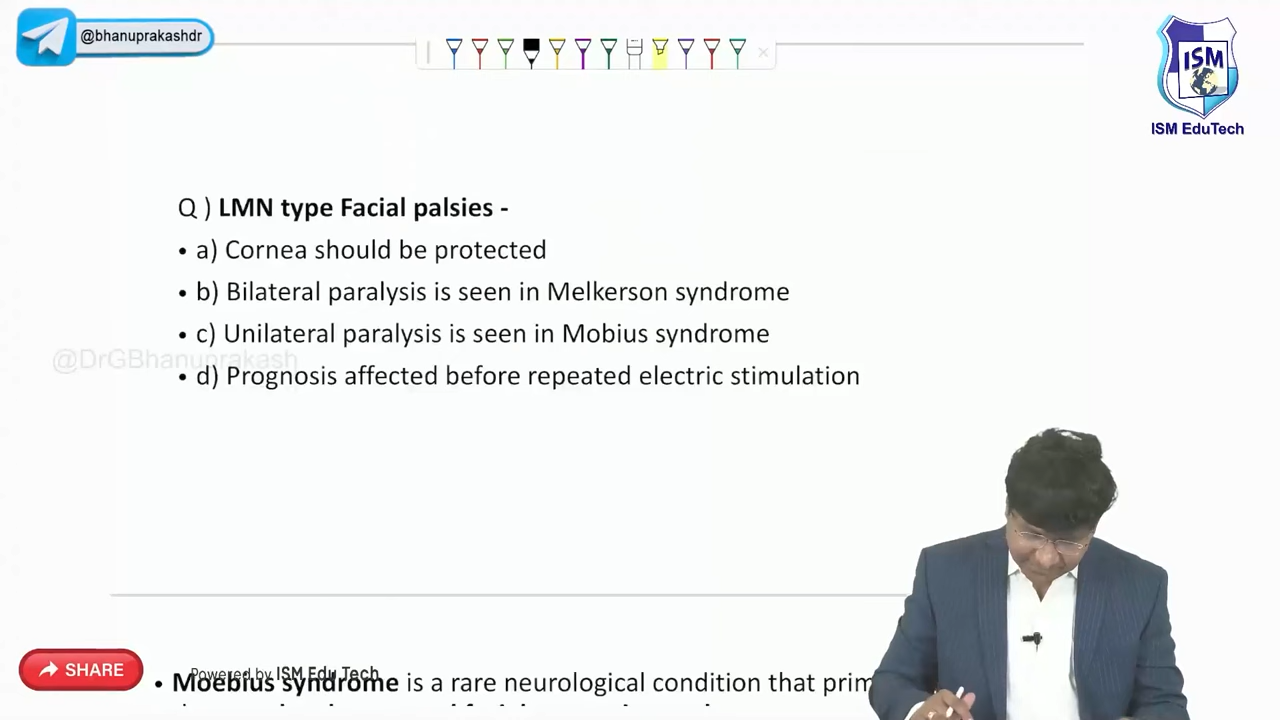 @bhanuprakashdr
ISM
ISM EduTech
Q ) LMN type Facial palsies -
• a) Cornea should be protected
• b) Bilateral paralysis is seen in Melkerson syndrome
• c) Unilateral paralysis is seen in Mobius syndrome
@DrGBhanuprakash
• d) Prognosis affected before repeated electric stimulation
SHARE
Powered by ISM Edu Tech
• Moebius syndrome is a rare neurological condition that prim